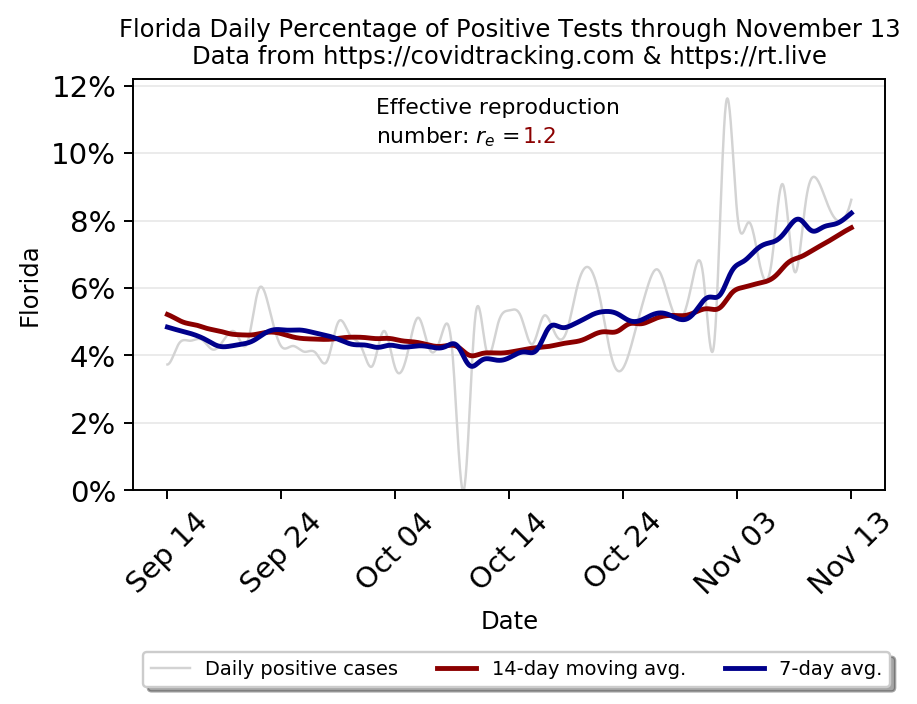 Florida Daily Percentage of Positive Tests through November 13
Data from https://covidtracking.com & https://rt.live
Effective reproduction
number: rₑ = 1.2
12%
10%
8%
6%
4%
2%
0%
Florida
Sep 14
Sep 24
Oct 04
Oct 14
Oct 24
Nov 03
Nov 13
Date
Daily positive cases
14-day moving avg.
7-day avg.